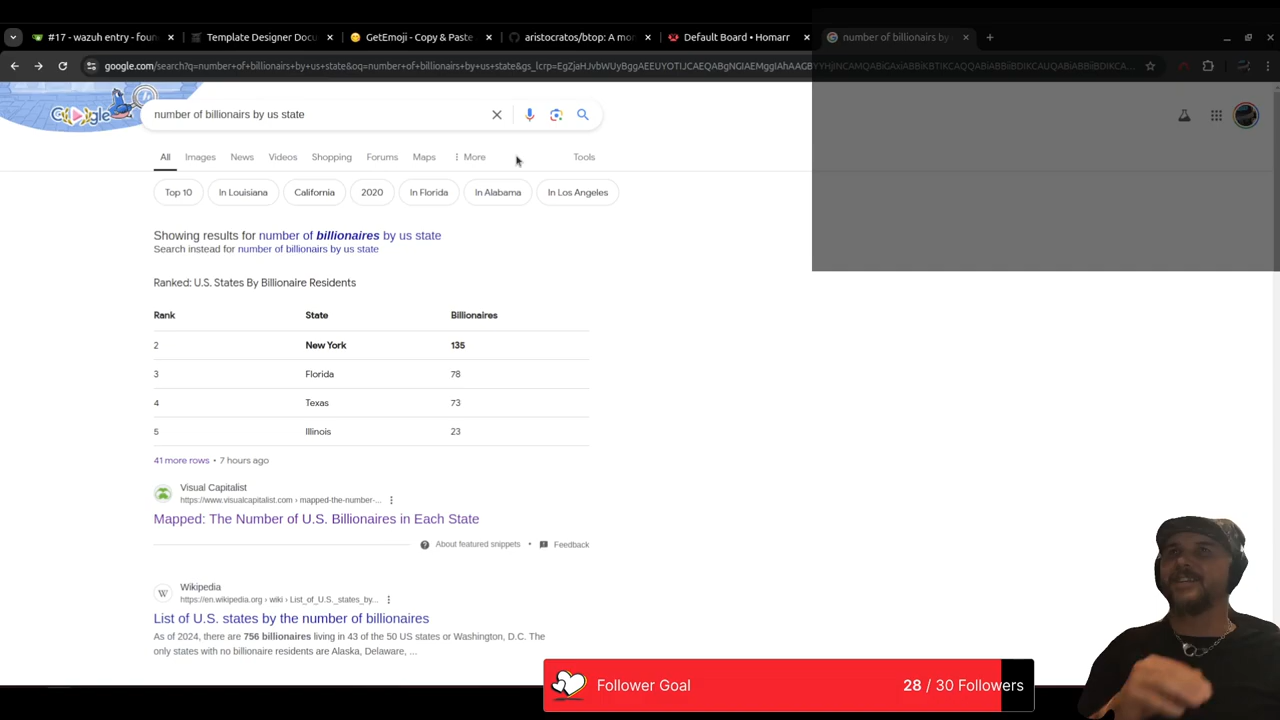 #17 - wazuh entry - foun
Template Designer Docu
GetEmoji - Copy & Paste
aristocratos/btop: A mon
Default Board • Homarr
number of billionairs by
google.com/search?q=number+of+billionairs+by+us+state&oq=number+of+billionairs+by+us+state&gs_lcrp=
Google
number of billionairs by us state
All
Images
News
Videos
Shopping
Forums
Maps
More
Tools
Top 10
In Louisiana
California
2020
In Florida
In Alabama
In Los Angeles
Showing results for number of billionaires by us state
Search instead for number of billionairs by us state
Ranked: U.S. States By Billionaire Residents
Rank State Billionaires
2 New York 135
3 Florida 78
4 Texas 73
5 Illinois 23
41 more rows • 7 hours ago
Visual Capitalist
https://www.visualcapitalist.com › mapped-the-number-...
Mapped: The Number of U.S. Billionaires in Each State
About featured snippets • Feedback
W
Wikipedia
https://en.wikipedia.org › wiki › List_of_U.S._states_by...
List of U.S. states by the number of billionaires
As of 2024, there are 756 billionaires living in 43 of the 50 US states or Washington, D.C. The
only states with no billionaire residents are Alaska, Delaware, ...
Follower Goal 28 / 30 Followers